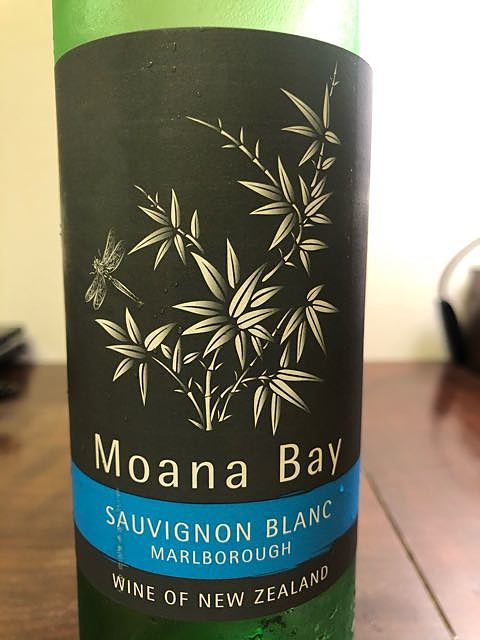 Moana Bay
SAUVIGNON BLANC
MARLBOROUGH
WINE OF NEW ZEALAND